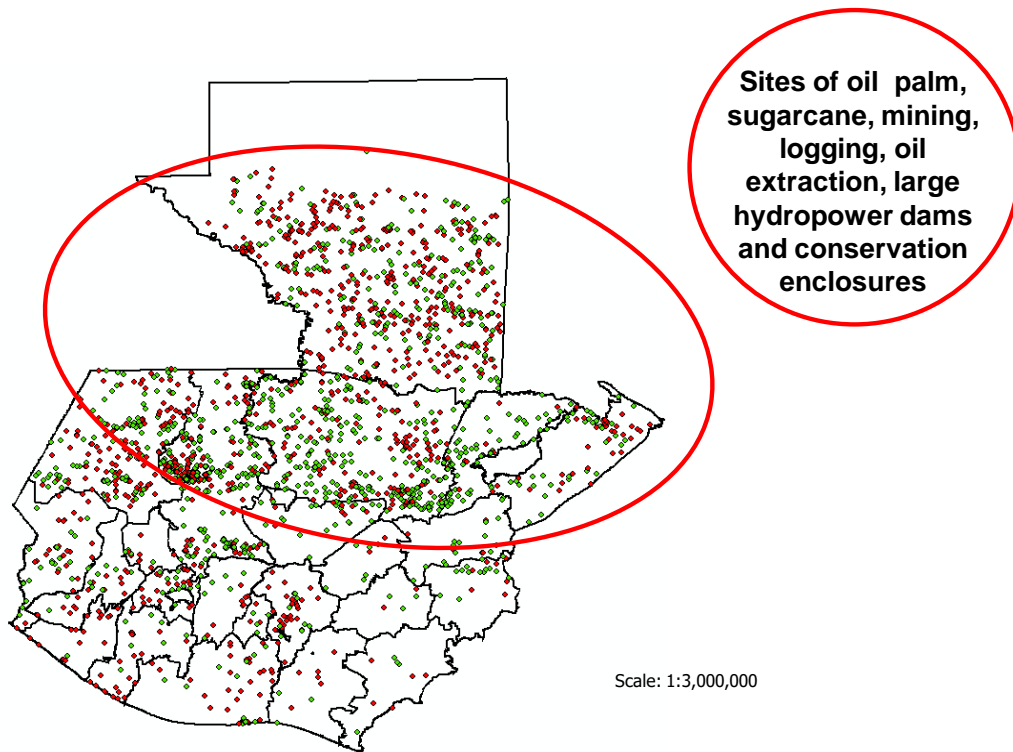 Sites of oil palm,
sugarcane, mining,
logging, oil
extraction, large
hydropower dams
and conservation
enclosures
Scale: 1:3,000,000